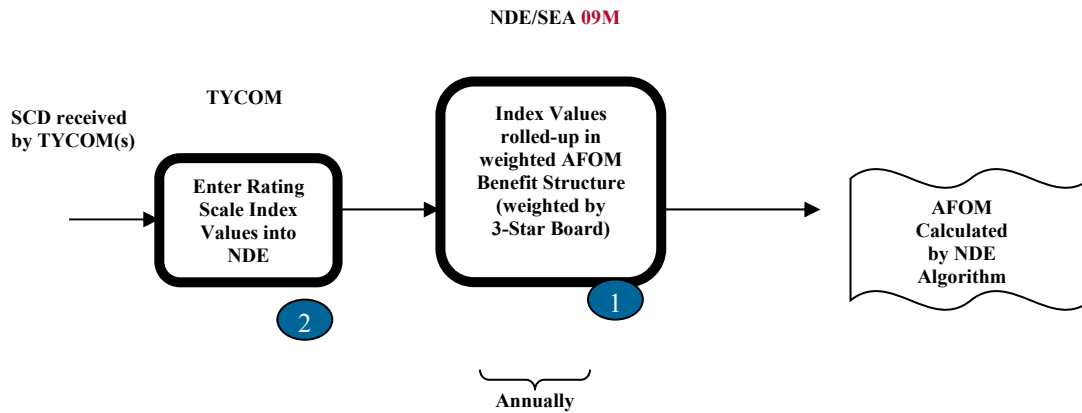 NDE/SEA 09M
TYCOM
SCD received
by TYCOM(s)
Enter Rating
Scale Index
Values into
NDE
2
Index Values
rolled-up in
weighted AFOM
Benefit Structure
(weighted by
3-Star Board)
1
AFOM
Calculated
by NDE
Algorithm
Annually